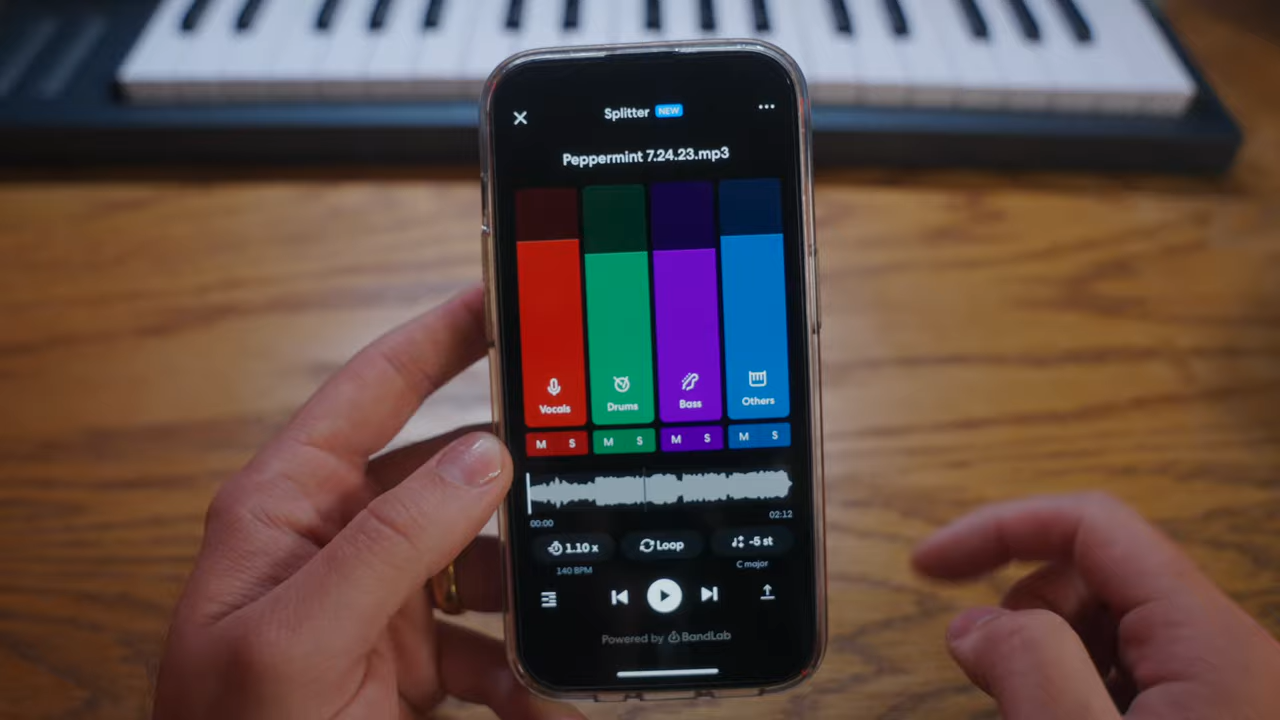 Splitter NEW
Peppermint 7.24.23.mp3
Vocals Drums Bass Others
M S M S M S M S
00:00 02:12
1.10 x Loop -5 st
140 BPM C major
Powered by BandLab